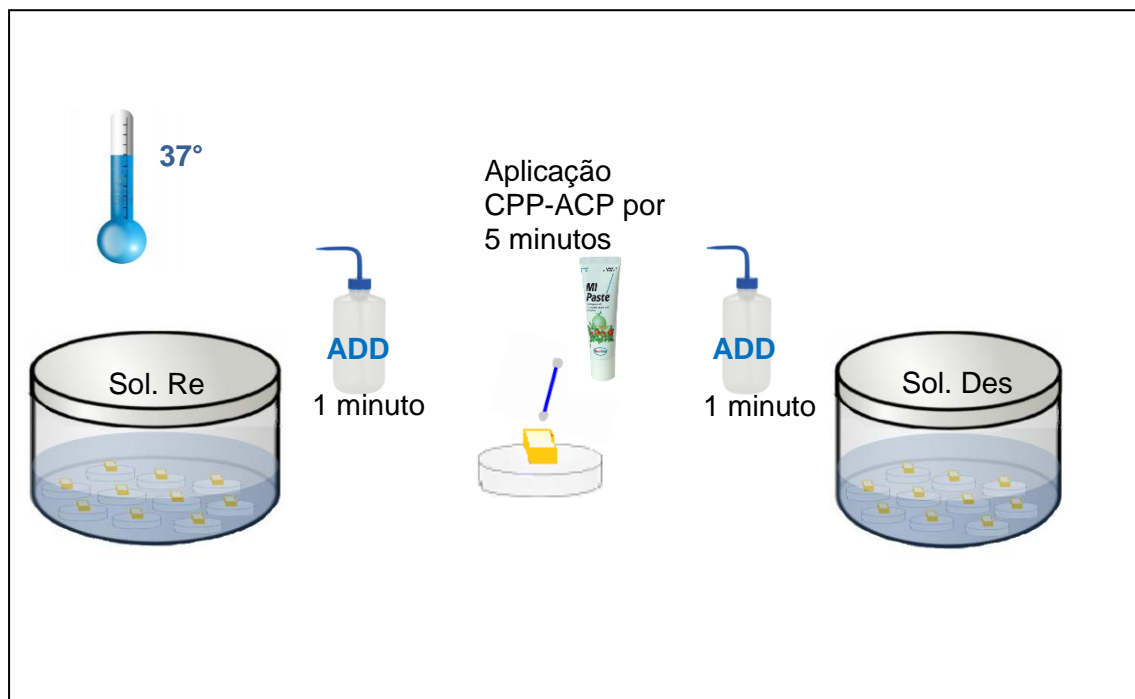 37°
Aplicação
CPP-ACP por
5 minutos
MI
Paste
ADD
1 minuto
ADD
1 minuto
Sol. Re
Sol. Des